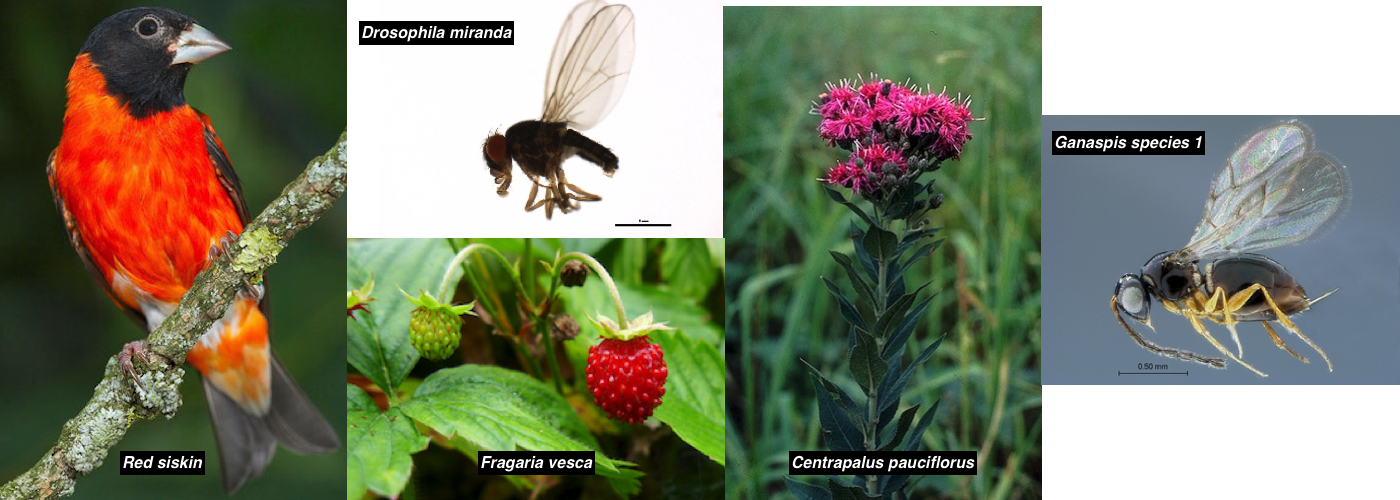 Drosophila miranda
Ganaspis species 1
0.50 mm
Red siskin
Fragaria vesca
Centrapalus pauciflorus